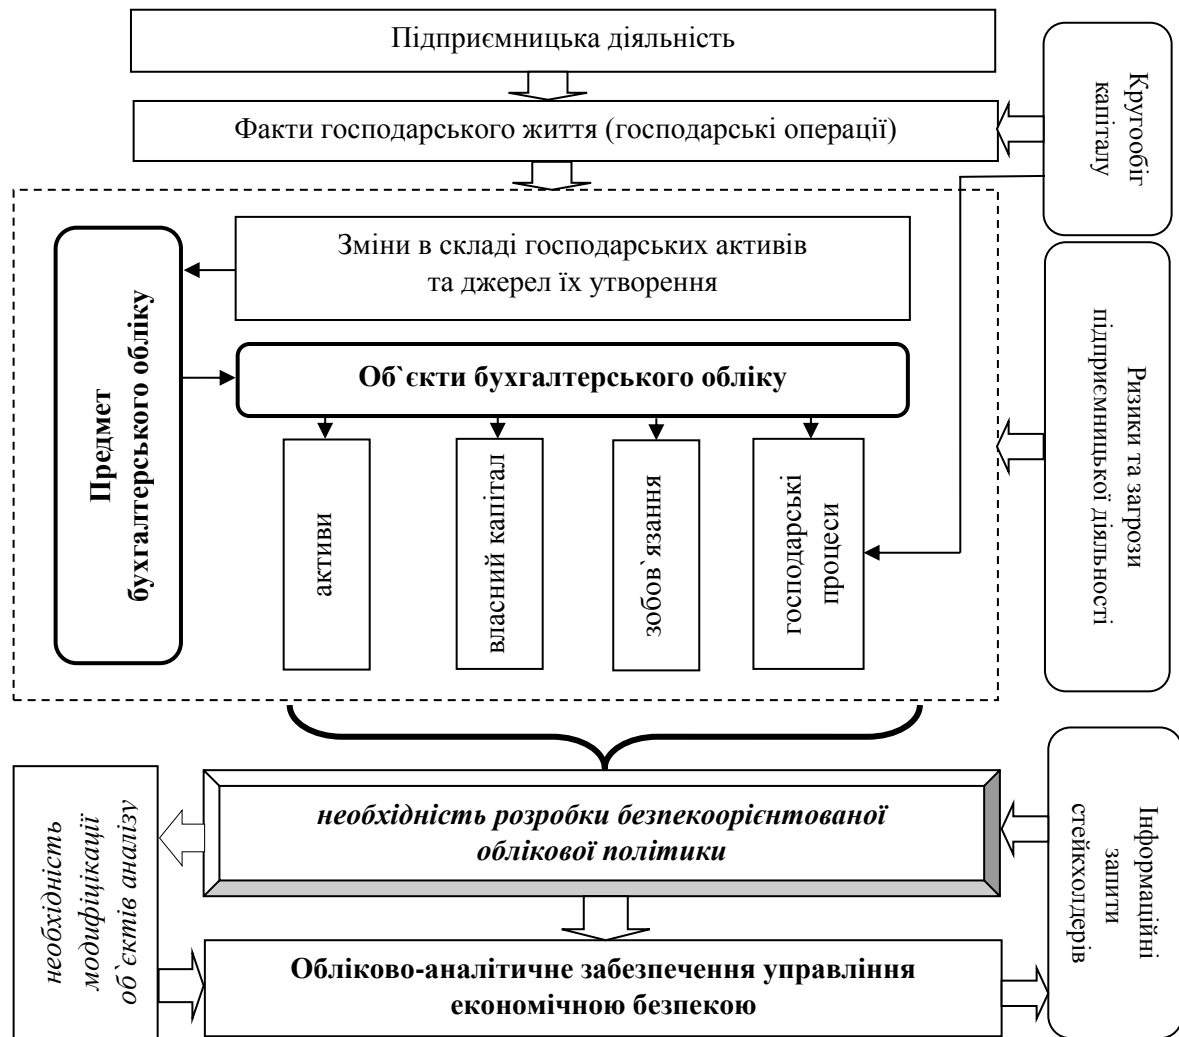 Підприємницька діяльність
Факти господарського життя (господарські операції)
Кругообіг
капіталу
Зміни в складі господарських активів
та джерел їх утворення
Предмет
бухгалтерського обліку
Об`єкти бухгалтерського обліку
активи
власний капітал
зобов`язання
господарські
процеси
Ризики та загрози
підприємницької діяльності
необхідність розробки безпекоорієнтованої
облікової політики
необхідність
модифіцікації
об`єктів аналізу
Інформаційні
запити
стейкхолдерів
Обліково-аналітичне забезпечення управління
економічною безпекою